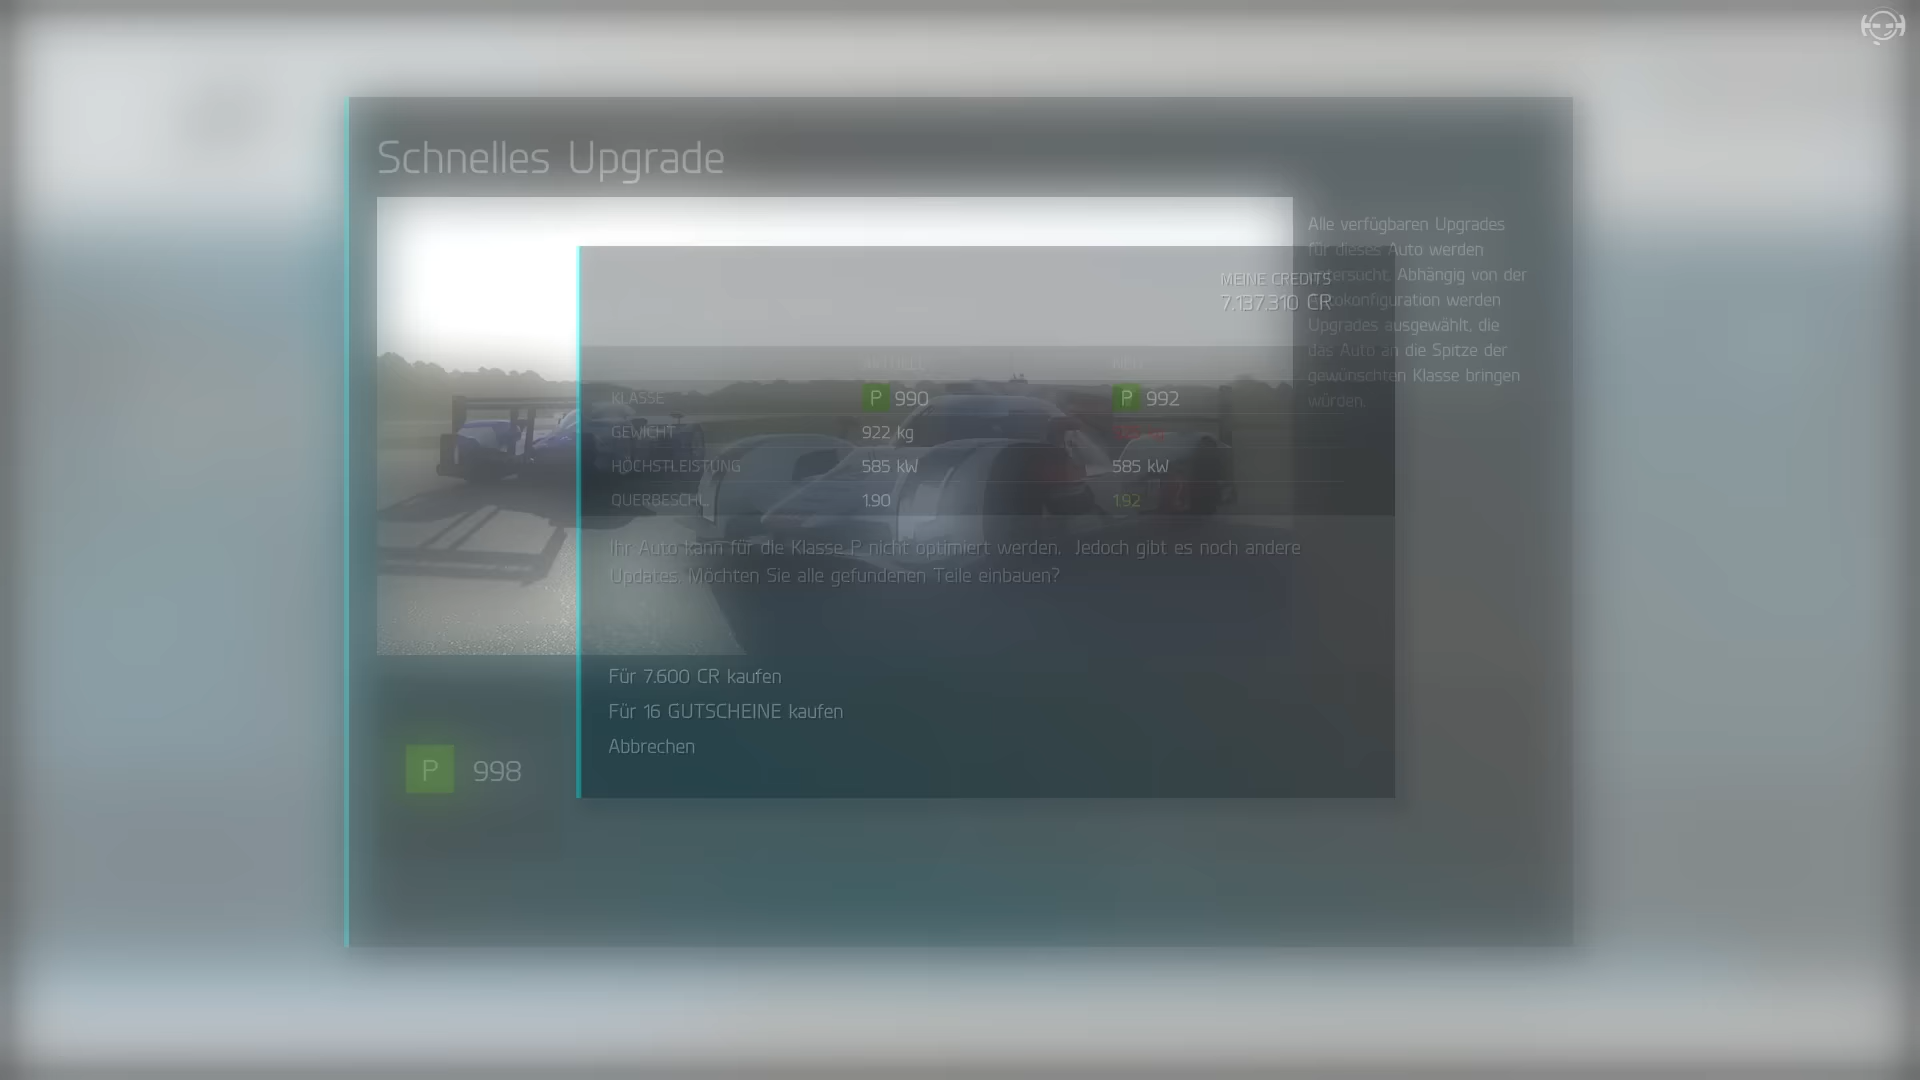 Schnelles Upgrade
Alle verfügbaren Upgrades
für dieses Auto werden
untersucht. Abhängig von der
Autokonfiguration werden
Upgrades ausgewählt, die
das Auto an die Spitze der
gewünschten Klasse bringen
würden.
MEINE CREDITS
7.137.310 CR
AKTUELL NEU
KLASSE P 990 P 992
GEWICHT 922 kg
HÖCHSTLEISTUNG 585 kW 585 kW
QUERBESCHL. 1.90 1.92
Ihr Auto kann für die Klasse P nicht optimiert werden. Jedoch gibt es noch andere
Updates. Möchten Sie alle gefundenen Teile einbauen?
Für 7.600 CR kaufen
Für 16 GUTSCHEINE kaufen
Abbrechen
P 998